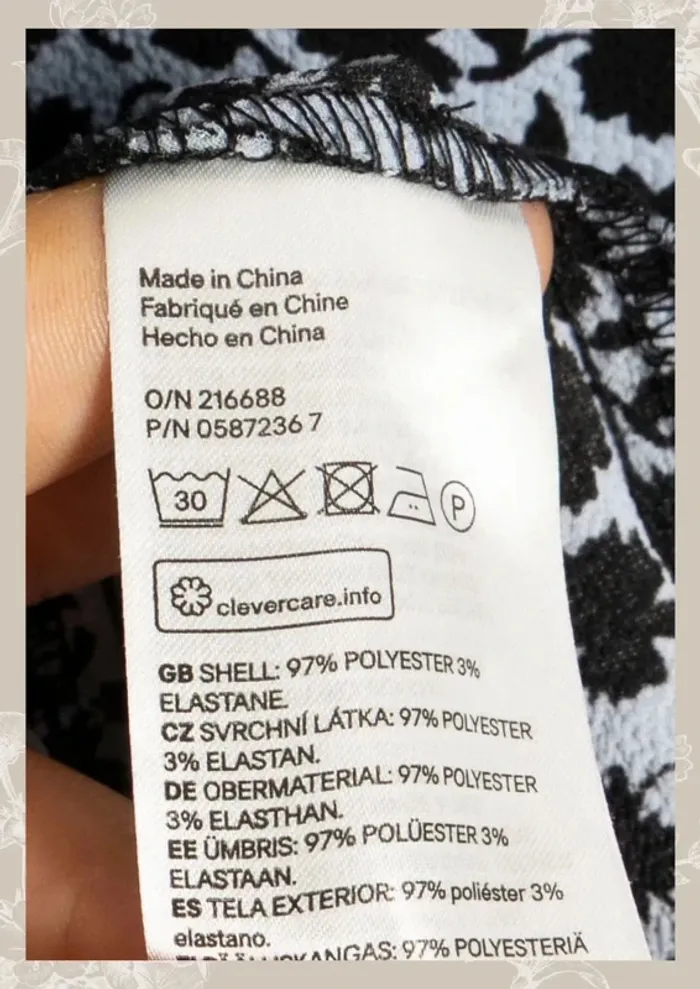 Made in China
Fabriqué en Chine
Hecho en China
O/N 216688
P/N 0587236 7
30
P
clevercare.info
GB SHELL: 97% POLYESTER 3%
ELASTANE.
CZ SVRCHNÍ LÁTKA: 97% POLYESTER
3% ELASTAN.
DE OBERMATERIAL: 97% POLYESTER
3% ELASTHAN.
EE ÜMBRIS: 97% POLÜESTER 3%
ELASTAAN.
ES TELA EXTERIOR: 97% poliéster 3%
elastano.
97% POLYESTERIÄ